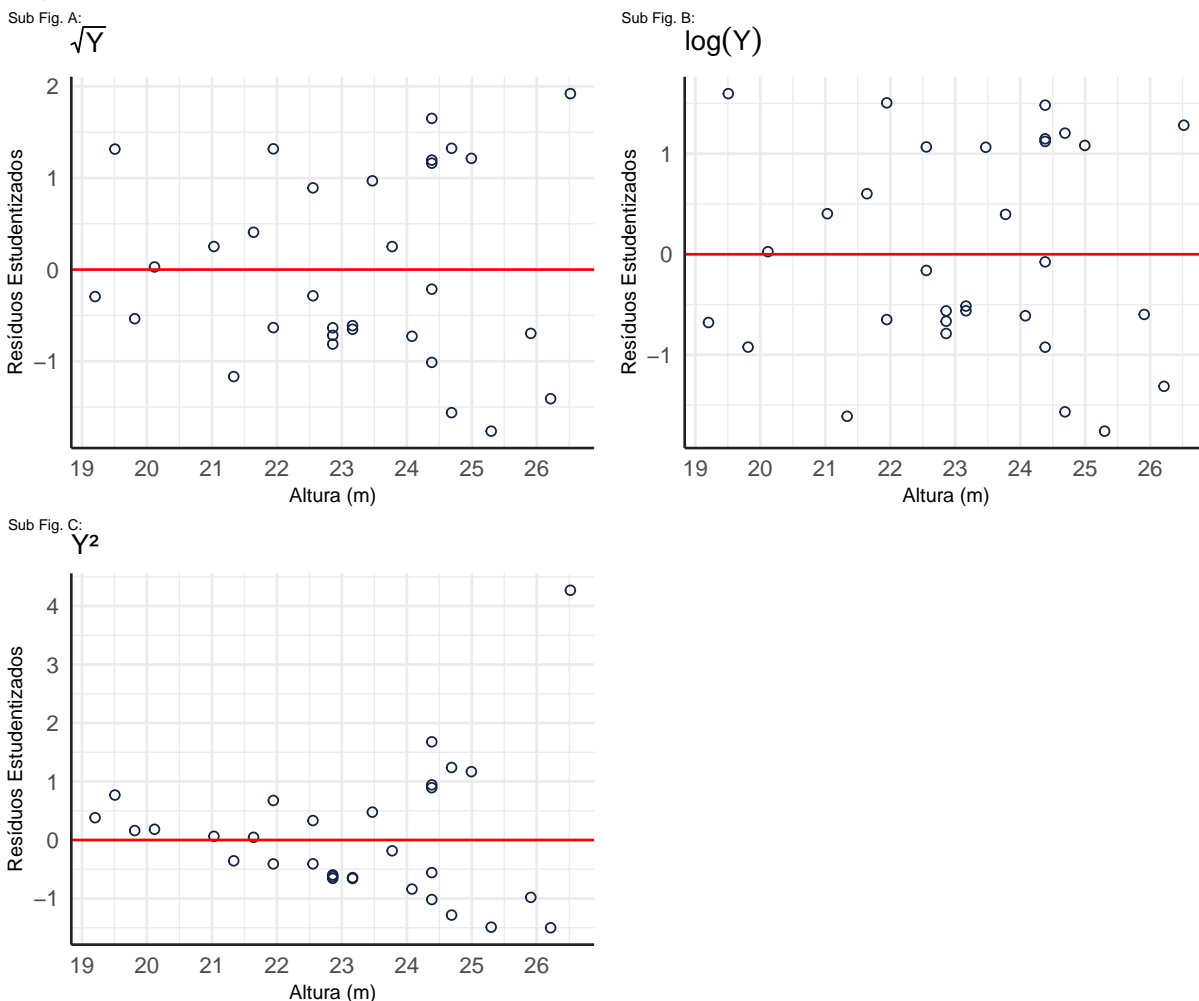 Sub Fig. A:
√Y
Resíduos Estudentizados
2
1
0
−1
19 20 21 22 23 24 25 26
Altura (m)
Sub Fig. B:
log(Y)
Resíduos Estudentizados
1
0
−1
19 20 21 22 23 24 25 26
Altura (m)
Sub Fig. C:
Y²
Resíduos Estudentizados
4
3
2
1
0
−1
19 20 21 22 23 24 25 26
Altura (m)